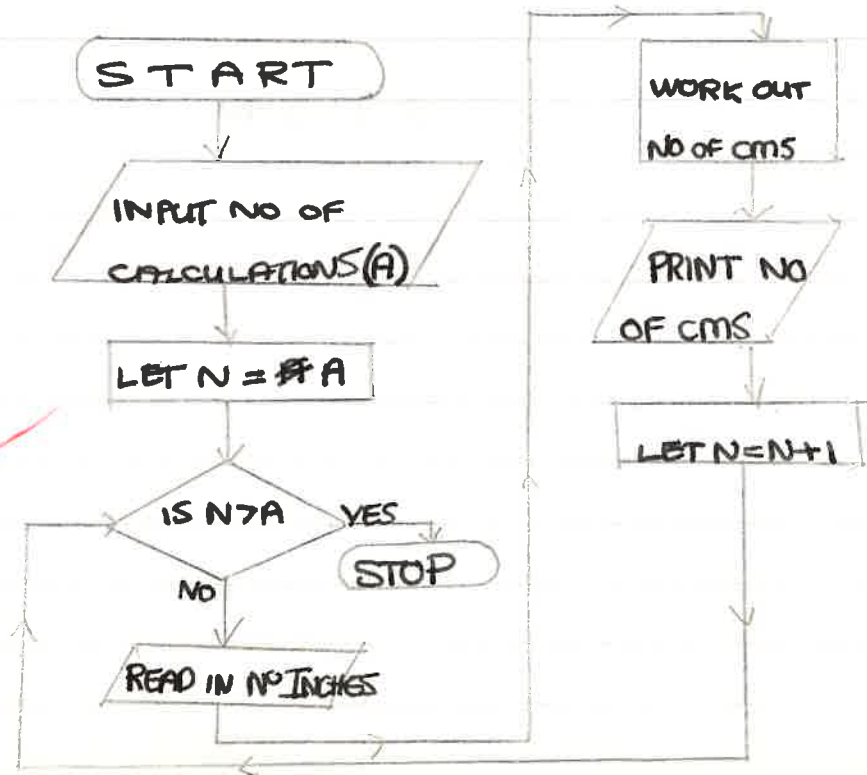 START
INPUT NO OF
CALCULATIONS(A)
LET N = A
IS N>A
YES
STOP
NO
READ IN NO INCHES
WORK OUT
NO OF CMS
PRINT NO
OF CMS
LET N=N+1